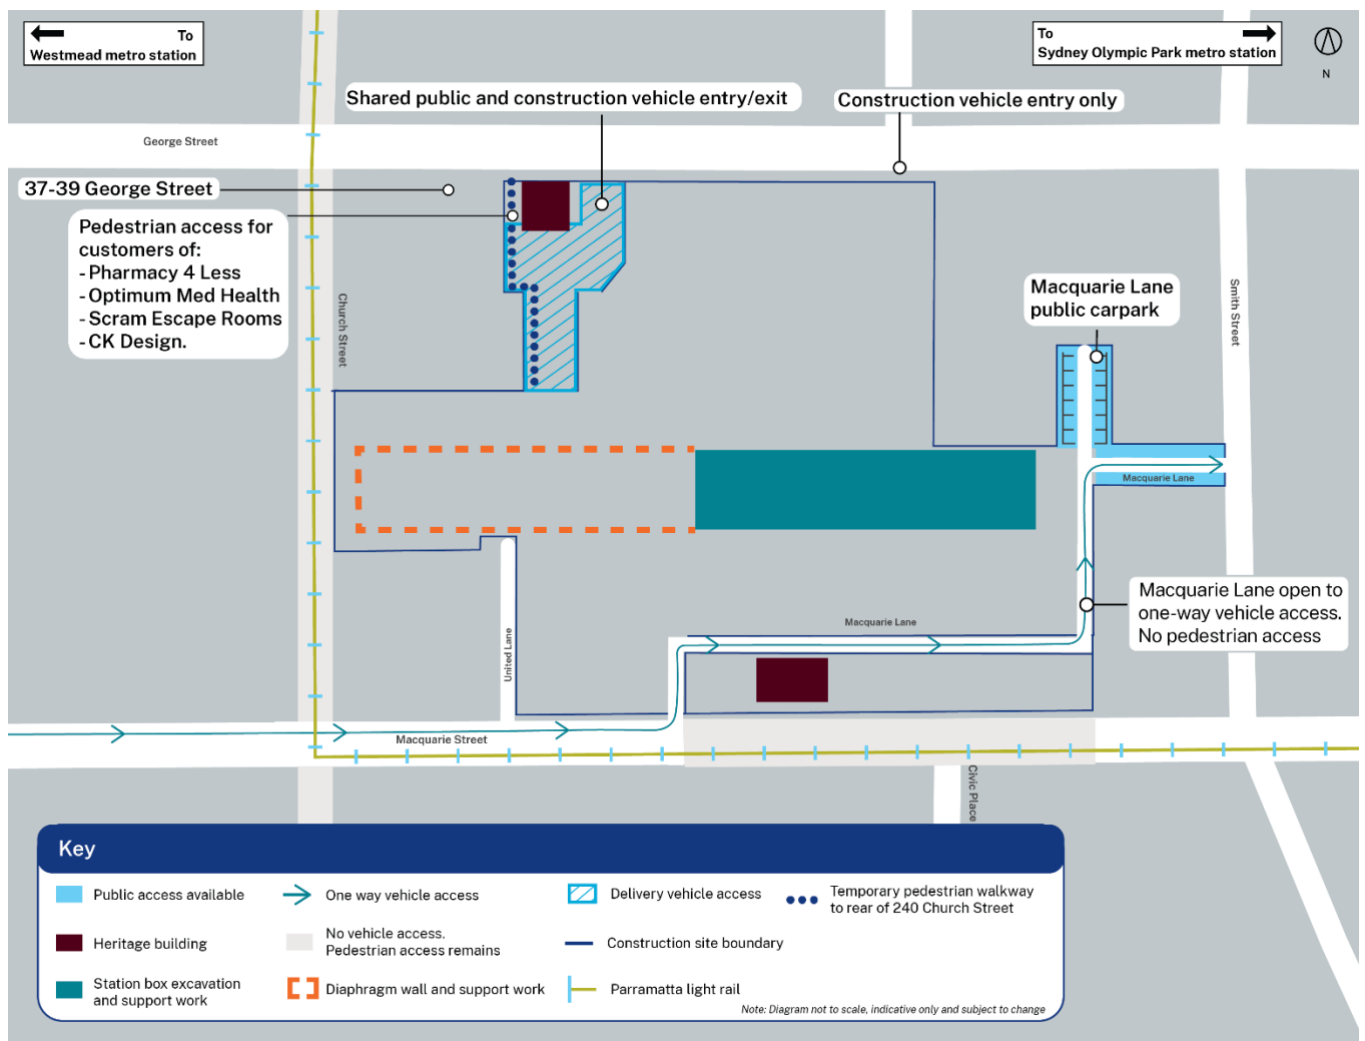 To
Westmead metro station
To
Sydney Olympic Park metro station
N
Shared public and construction vehicle entry/exit
Construction vehicle entry only
George Street
37-39 George Street
Pedestrian access for
customers of:
- Pharmacy 4 Less
- Optimum Med Health
- Scram Escape Rooms
- CK Design.
Church Street
Smith Street
Macquarie Lane
public carpark
Macquarie Lane
Macquarie Lane open to
one-way vehicle access.
No pedestrian access
Macquarie Lane
United Lane
Macquarie Street
Civic Place
Key
Public access available
One way vehicle access
Delivery vehicle access
Temporary pedestrian walkway
to rear of 240 Church Street
Heritage building
No vehicle access.
Pedestrian access remains
Construction site boundary
Station box excavation
and support work
Diaphragm wall and support work
Parramatta light rail
Note: Diagram not to scale, indicative only and subject to change